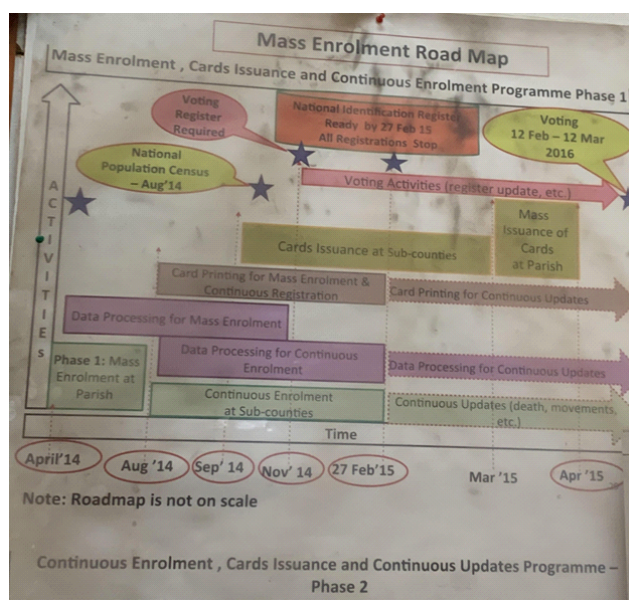 Mass Enrolment Road Map
Mass Enrolment , Cards Issuance and Continuous Enrolment Programme Phase 1
Voting
Register
Required
National Identification Register
Ready by 27 Feb 15
All Registrations Stop
Voting
12 Feb – 12 Mar
2016
National
Population Census
– Aug'14
Voting Activities (register update, etc.)
ACTIVITIES
Mass
Issuance of
Cards
at Parish
Cards Issuance at Sub-counties
Card Printing for Mass Enrolment &
Continuous Registration
Card Printing for Continuous Updates
Data Processing for Mass Enrolment
Data Processing for Continuous
Enrolment
Data Processing for Continuous Updates
Phase 1: Mass
Enrolment at
Parish
Continuous Enrolment
at Sub-counties
Continuous Updates (death, movements,
etc.)
Time
April'14
Aug '14
Sep' 14
Nov' 14
27 Feb'15
Mar '15
Apr '15
Note: Roadmap is not on scale
Continuous Enrolment , Cards Issuance and Continuous Updates Programme –
Phase 2